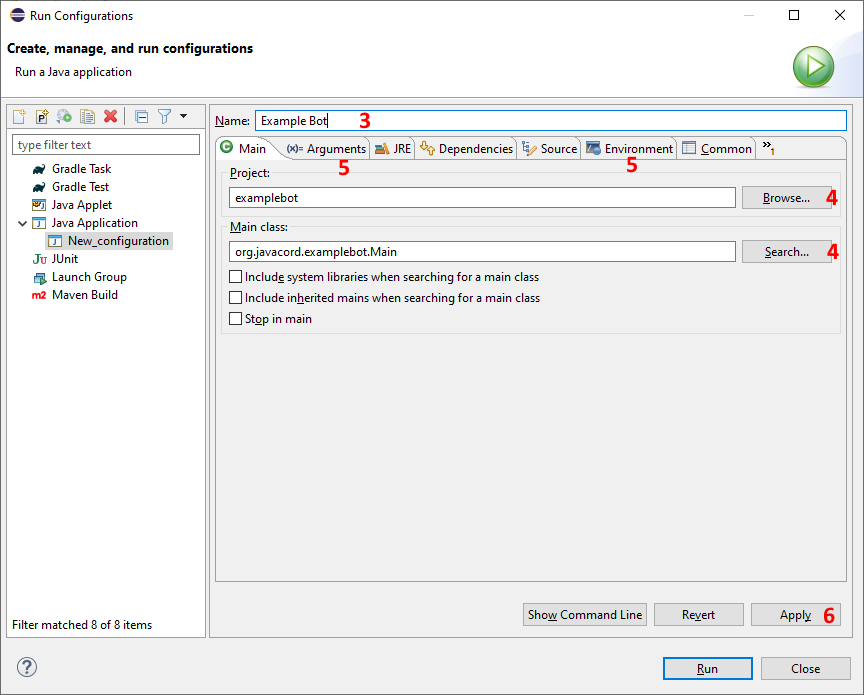 Run Configurations
Create, manage, and run configurations
Run a Java application
type filter text
Gradle Task
Gradle Test
Java Applet
Java Application
New_configuration
JUnit
Launch Group
m2 Maven Build
Filter matched 8 of 8 items
Name: Example Bot 3
Main (x)= Arguments JRE Dependencies Source Environment Common »1
5 5
Project:
examplebot Browse... 4
Main class:
org.javacord.examplebot.Main Search... 4
Include system libraries when searching for a main class
Include inherited mains when searching for a main class
Stop in main
Show Command Line Revert Apply 6
Run Close